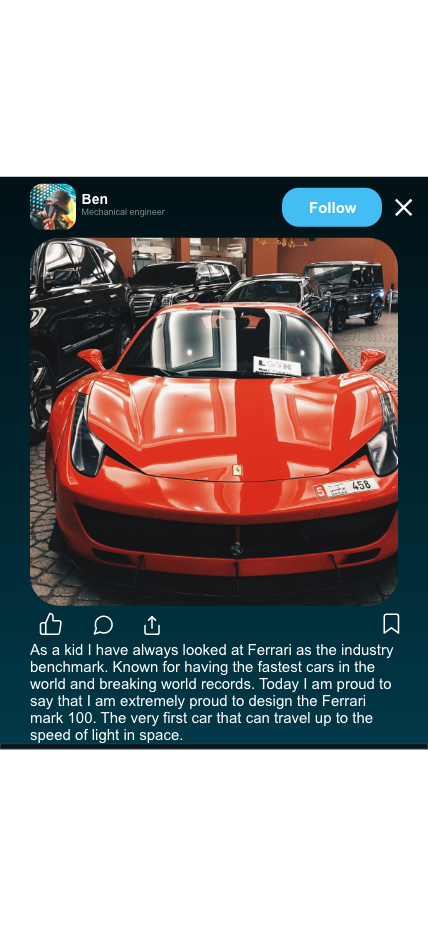 Ben
Mechanical engineer
Follow
5
458
As a kid I have always looked at Ferrari as the industry
benchmark. Known for having the fastest cars in the
world and breaking world records. Today I am proud to
say that I am extremely proud to design the Ferrari
mark 100. The very first car that can travel up to the
speed of light in space.